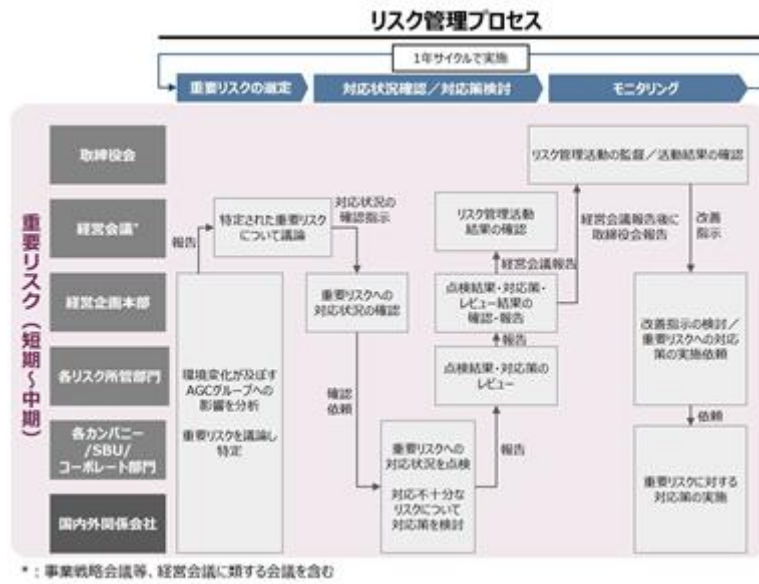 リスク管理プロセス
1年サイクルで実施
重要リスクの選定
対応状況確認/対応策検討
モニタリング
重要リスク(短期~中期)
取締役会
経営会議*
経営企画本部
各リスク所管部門
各カンパニー
/SBU/
コーポレート部門
国内外関係会社
環境変化が及ぼす
AGCグループへの
影響を分析
重要リスクを議論し
特定
報告
特定された重要リスク
について議論
対応状況の
確認指示
重要リスクへの
対応状況の確認
確認
依頼
重要リスクへの
対応状況を点検
対応不十分な
リスクについて
対応策を検討
報告
点検結果・対応策の
レビュー
報告
点検結果・対応策・
レビュー結果の
確認・報告
経営会議報告
リスク管理活動
結果の確認
経営会議報告後に
取締役会報告
リスク管理活動の監督/活動結果の確認
改善
指示
改善指示の検討/
重要リスクへの対応
策の実施依頼
依頼
重要リスクに対する
対応策の実施
*:事業戦略会議等、経営会議に類する会議を含む